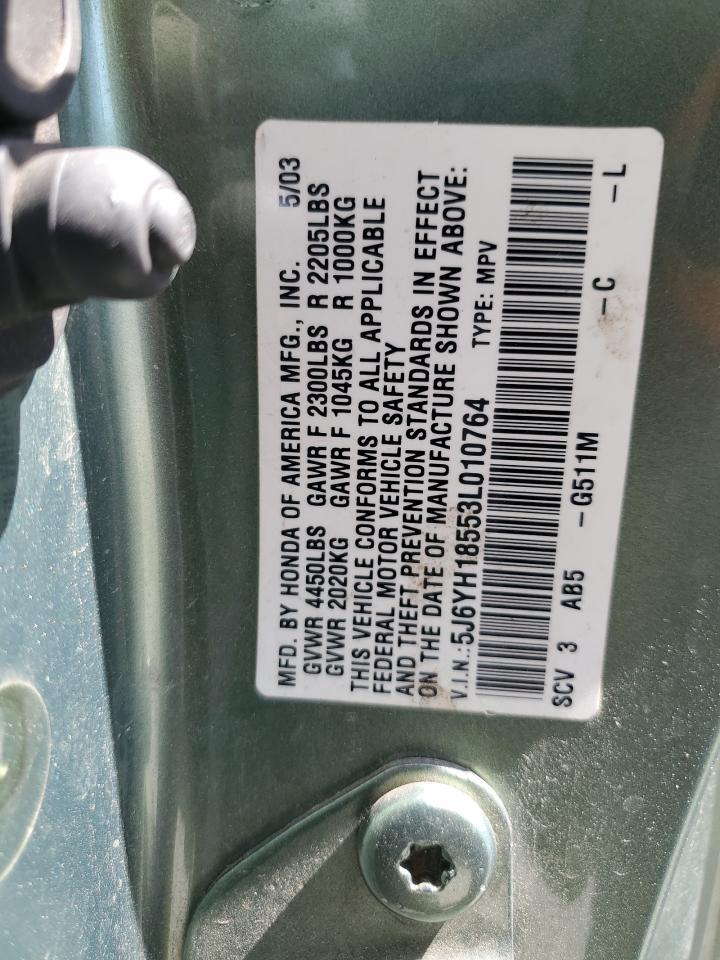 MFD. BY HONDA OF AMERICA MFG., INC. 5/03
GVWR 4450LBS GAWR F 2300LBS R 2205LBS
GVWR 2020KG GAWR F 1045KG R 1000KG
THIS VEHICLE CONFORMS TO ALL APPLICABLE
FEDERAL MOTOR VEHICLE SAFETY
AND THEFT PREVENTION STANDARDS IN EFFECT
ON THE DATE OF MANUFACTURE SHOWN ABOVE:
V.I.N.:5J6YH18553L010764 TYPE: MPV
SCV 3 AB5 -G511M -C -L